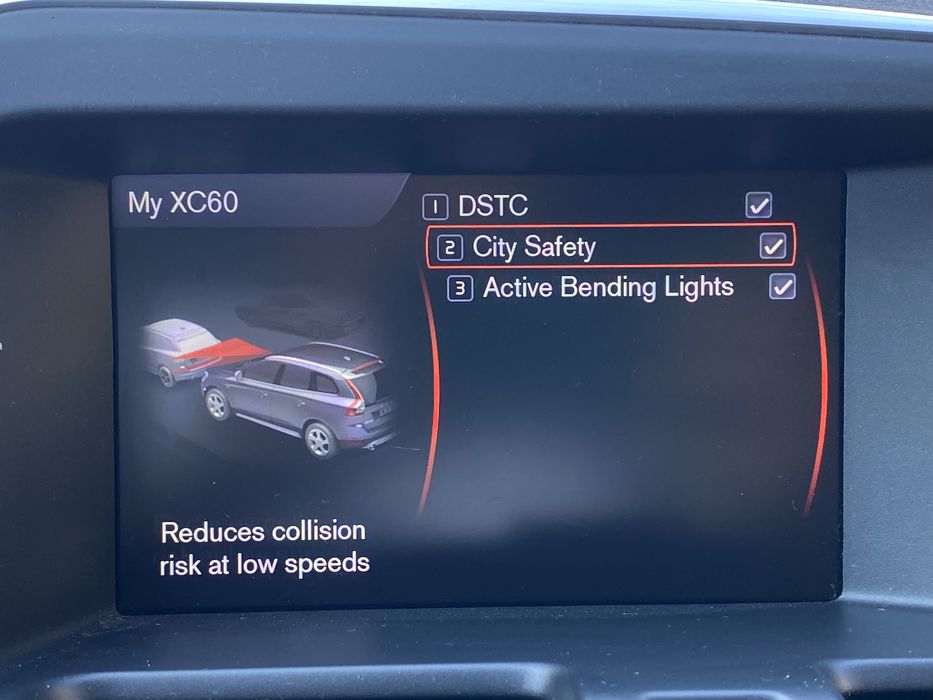 My XC60
1 DSTC
2 City Safety
3 Active Bending Lights
Reduces collision
risk at low speeds